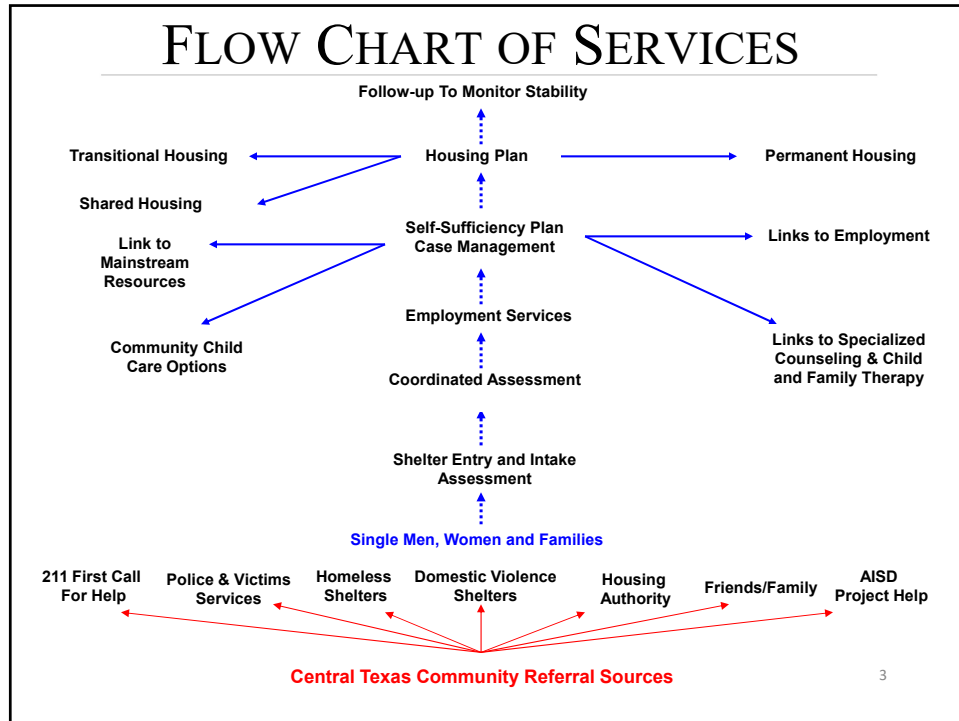 FLOW CHART OF SERVICES
Follow-up To Monitor Stability
Transitional Housing
Housing Plan
Permanent Housing
Shared Housing
Self-Sufficiency Plan
Case Management
Link to
Mainstream
Resources
Links to Employment
Employment Services
Community Child
Care Options
Links to Specialized
Counseling & Child
and Family Therapy
Coordinated Assessment
Shelter Entry and Intake
Assessment
Single Men, Women and Families
211 First Call
For Help
Police & Victims
Services
Homeless
Shelters
Domestic Violence
Shelters
Housing
Authority
Friends/Family
AISD
Project Help
Central Texas Community Referral Sources
3